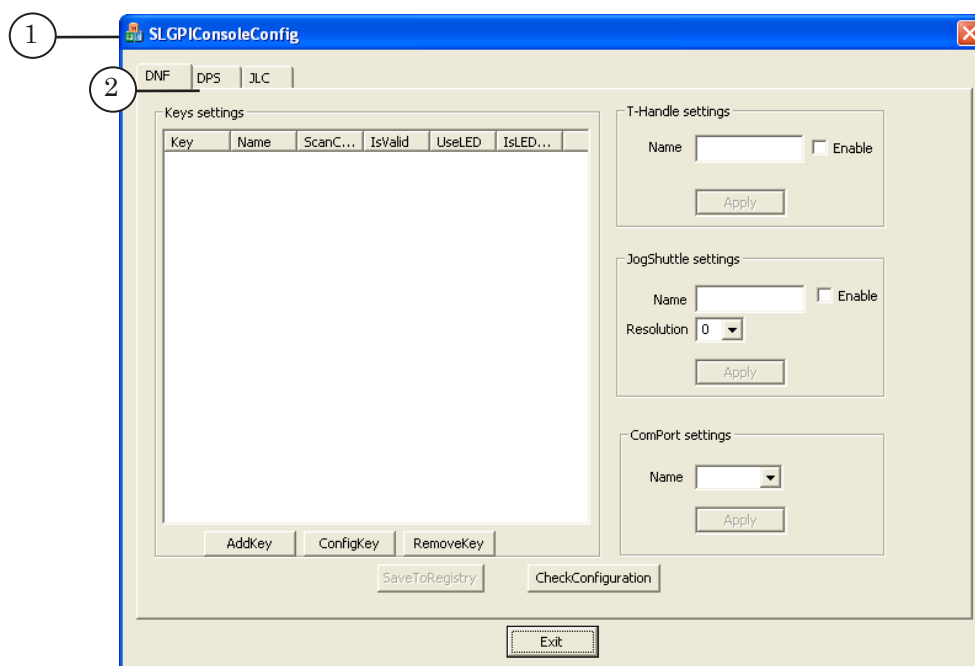 1
SLGPIConsoleConfig
DNF DPS JLC
2
Keys settings
Key Name ScanC... IsValid UseLED IsLED...
AddKey ConfigKey RemoveKey
T-Handle settings
Name Enable
Apply
JogShuttle settings
Name Enable
Resolution 0
Apply
ComPort settings
Name
Apply
SaveToRegistry CheckConfiguration
Exit